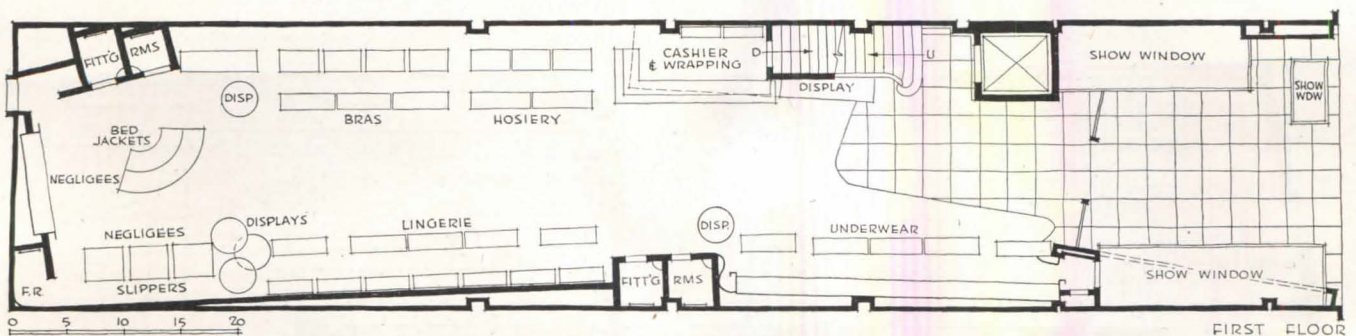 FITT'G
RMS
DISP.
BRAS
HOSIERY
CASHIER
¢ WRAPPING
D
U
DISPLAY
SHOW WINDOW
SHOW
WDW
BED
JACKETS
NEGLIGEES
NEGLIGEES
SLIPPERS
DISPLAYS
LINGERIE
F.R.
FITT'G
RMS
DISP.
UNDERWEAR
SHOW WINDOW
0 5 10 15 20
FIRST FLOOR